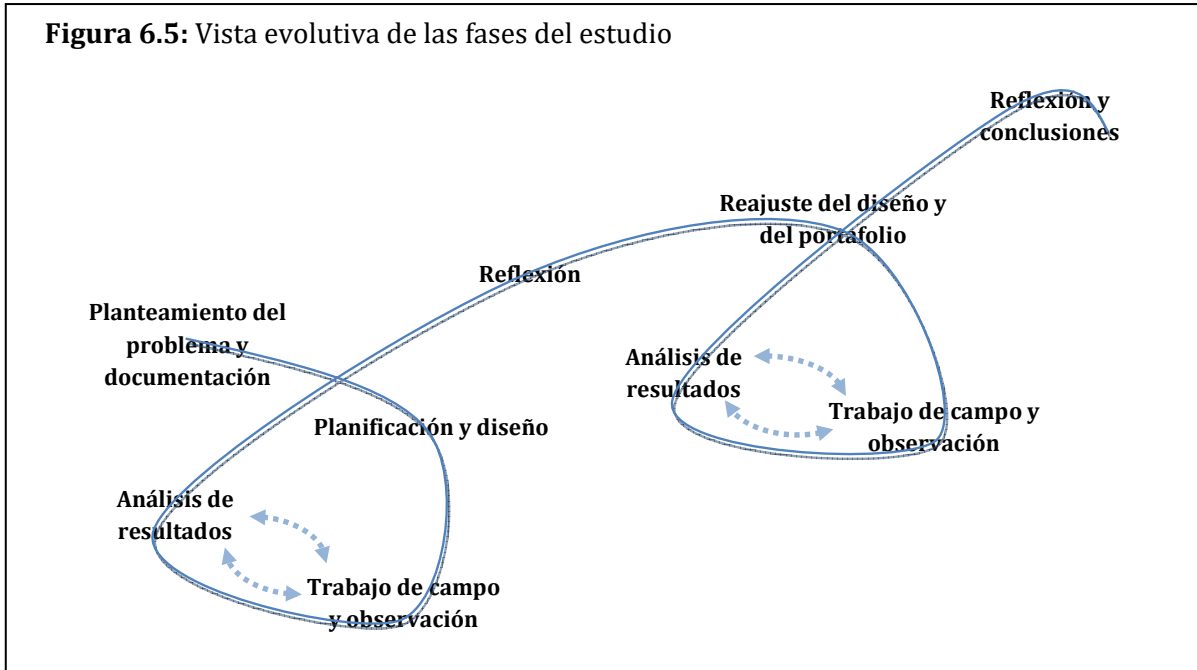 Figura 6.5: Vista evolutiva de las fases del estudio
Planteamiento del
problema y
documentación
Planificación y diseño
Trabajo de campo
y observación
Análisis de
resultados
Reflexión
Reajuste del diseño y
del portafolio
Trabajo de campo y
observación
Análisis de
resultados
Reflexión y
conclusiones